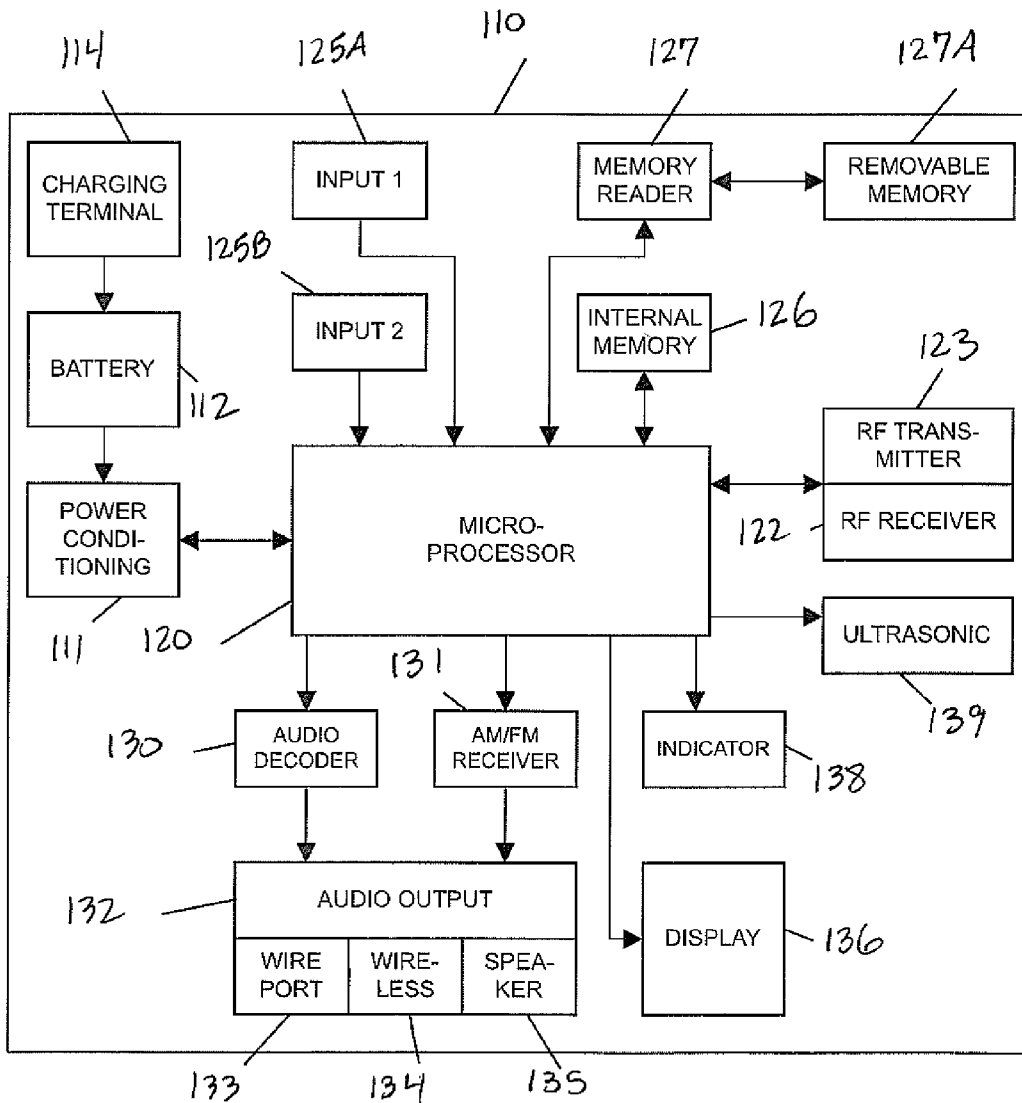 110
114
125A
127
127A
CHARGING
TERMINAL
INPUT 1
MEMORY
READER
REMOVABLE
MEMORY
125B
INPUT 2
INTERNAL
MEMORY
126
BATTERY
112
123
RF TRANS-
MITTER
RF RECEIVER
122
POWER
CONDI-
TIONING
111
MICRO-
PROCESSOR
120
ULTRASONIC
139
131
130
AUDIO
DECODER
AM/FM
RECEIVER
INDICATOR
138
132
AUDIO OUTPUT
WIRE
PORT
WIRE-
LESS
SPEA-
KER
DISPLAY
136
133
134
135